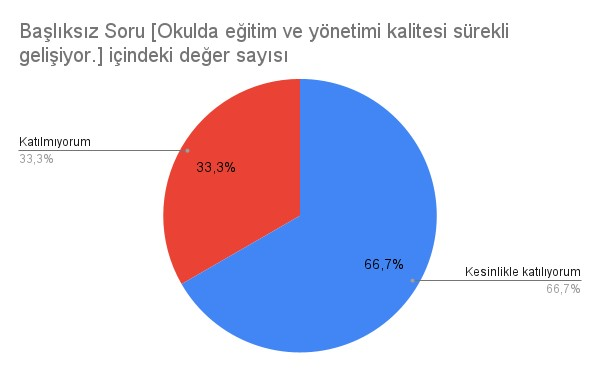 Başlıksız Soru [Okulda eğitim ve yönetimi kalitesi sürekli
gelişiyor.] içindeki değer sayısı
Katılmıyorum
33,3%
33,3%
66,7%
Kesinlikle katılıyorum
66,7%